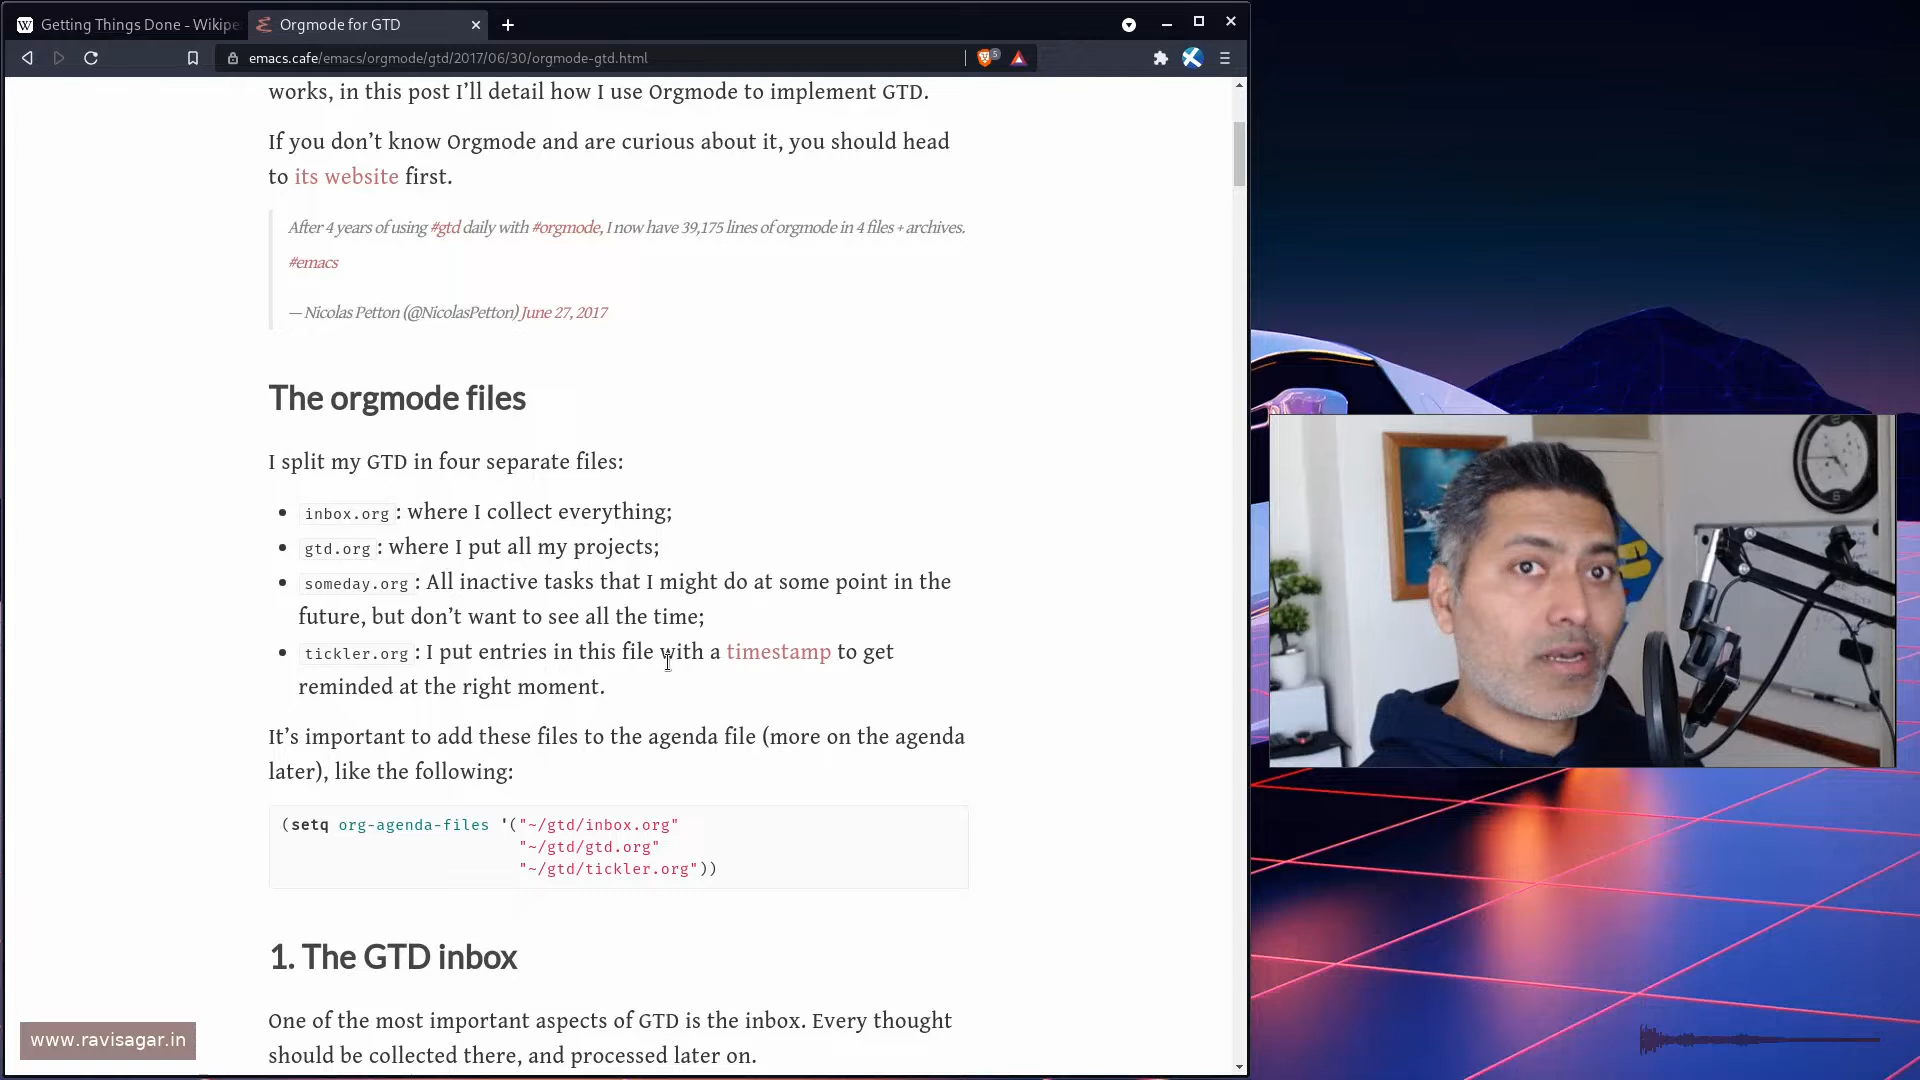 Getting Things Done - Wikipe
Orgmode for GTD
emacs.cafe/emacs/orgmode/gtd/2017/06/30/orgmode-gtd.html
5
works, in this post I’ll detail how I use Orgmode to implement GTD.
If you don’t know Orgmode and are curious about it, you should head
to its website first.
After 4 years of using #gtd daily with #orgmode, I now have 39,175 lines of orgmode in 4 files + archives.
#emacs
— Nicolas Petton (@NicolasPetton) June 27, 2017
The orgmode files
I split my GTD in four separate files:
• inbox.org : where I collect everything;
• gtd.org : where I put all my projects;
• someday.org : All inactive tasks that I might do at some point in the
future, but don’t want to see all the time;
• tickler.org : I put entries in this file with a timestamp to get
reminded at the right moment.
It’s important to add these files to the agenda file (more on the agenda
later), like the following:
(setq org-agenda-files '("~/gtd/inbox.org"
"~/gtd/gtd.org"
"~/gtd/tickler.org"))
1. The GTD inbox
One of the most important aspects of GTD is the inbox. Every thought
should be collected there, and processed later on.
www.ravisagar.in